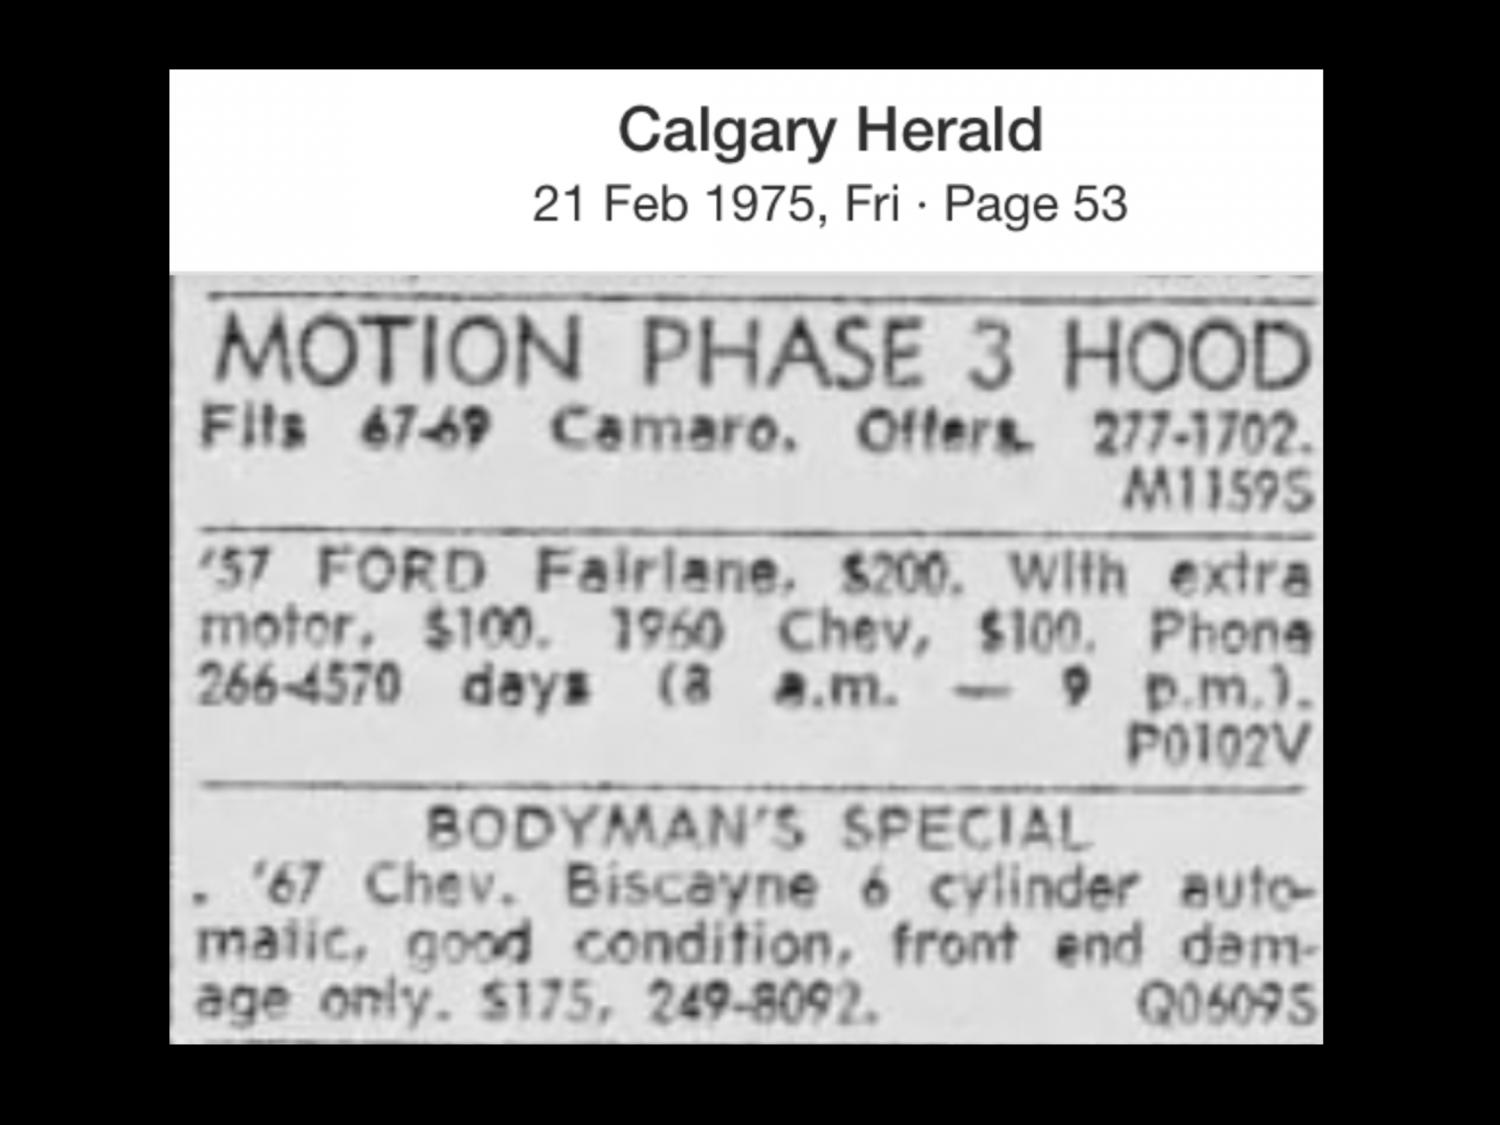 Calgary Herald
21 Feb 1975, Fri · Page 53
MOTION PHASE 3 HOOD
Fits 67-69 Camaro. Offers. 277-1702.
M1159S
'57 FORD Fairlane, $200. With extra
motor, $100. 1960 Chev, $100. Phone
266-4570 days (8 a.m. — 9 p.m.).
P0102V
BODYMAN'S SPECIAL
. '67 Chev. Biscayne 6 cylinder auto-
matic, good condition, front end dam-
age only. $175, 249-8092.
Q0609S